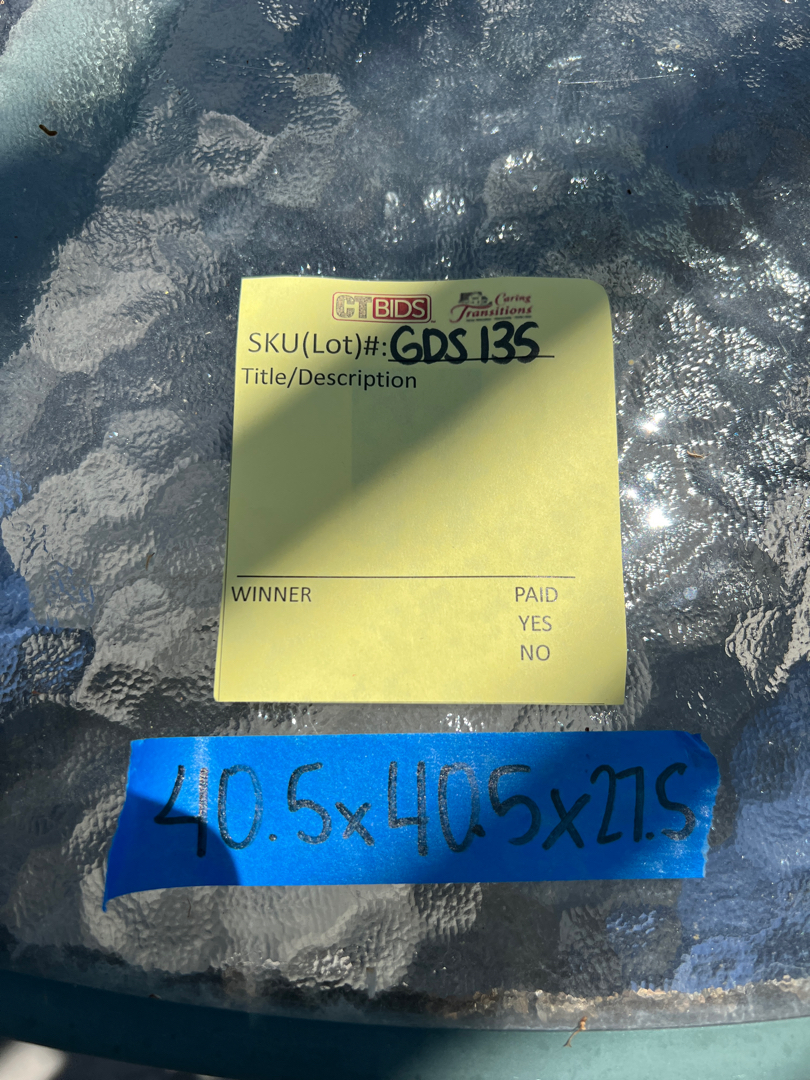 CTBIDS Caring Transitions
SKU(Lot)#: GDS 135
Title/Description
WINNER PAID
YES
NO
40.5x40.5x27.5